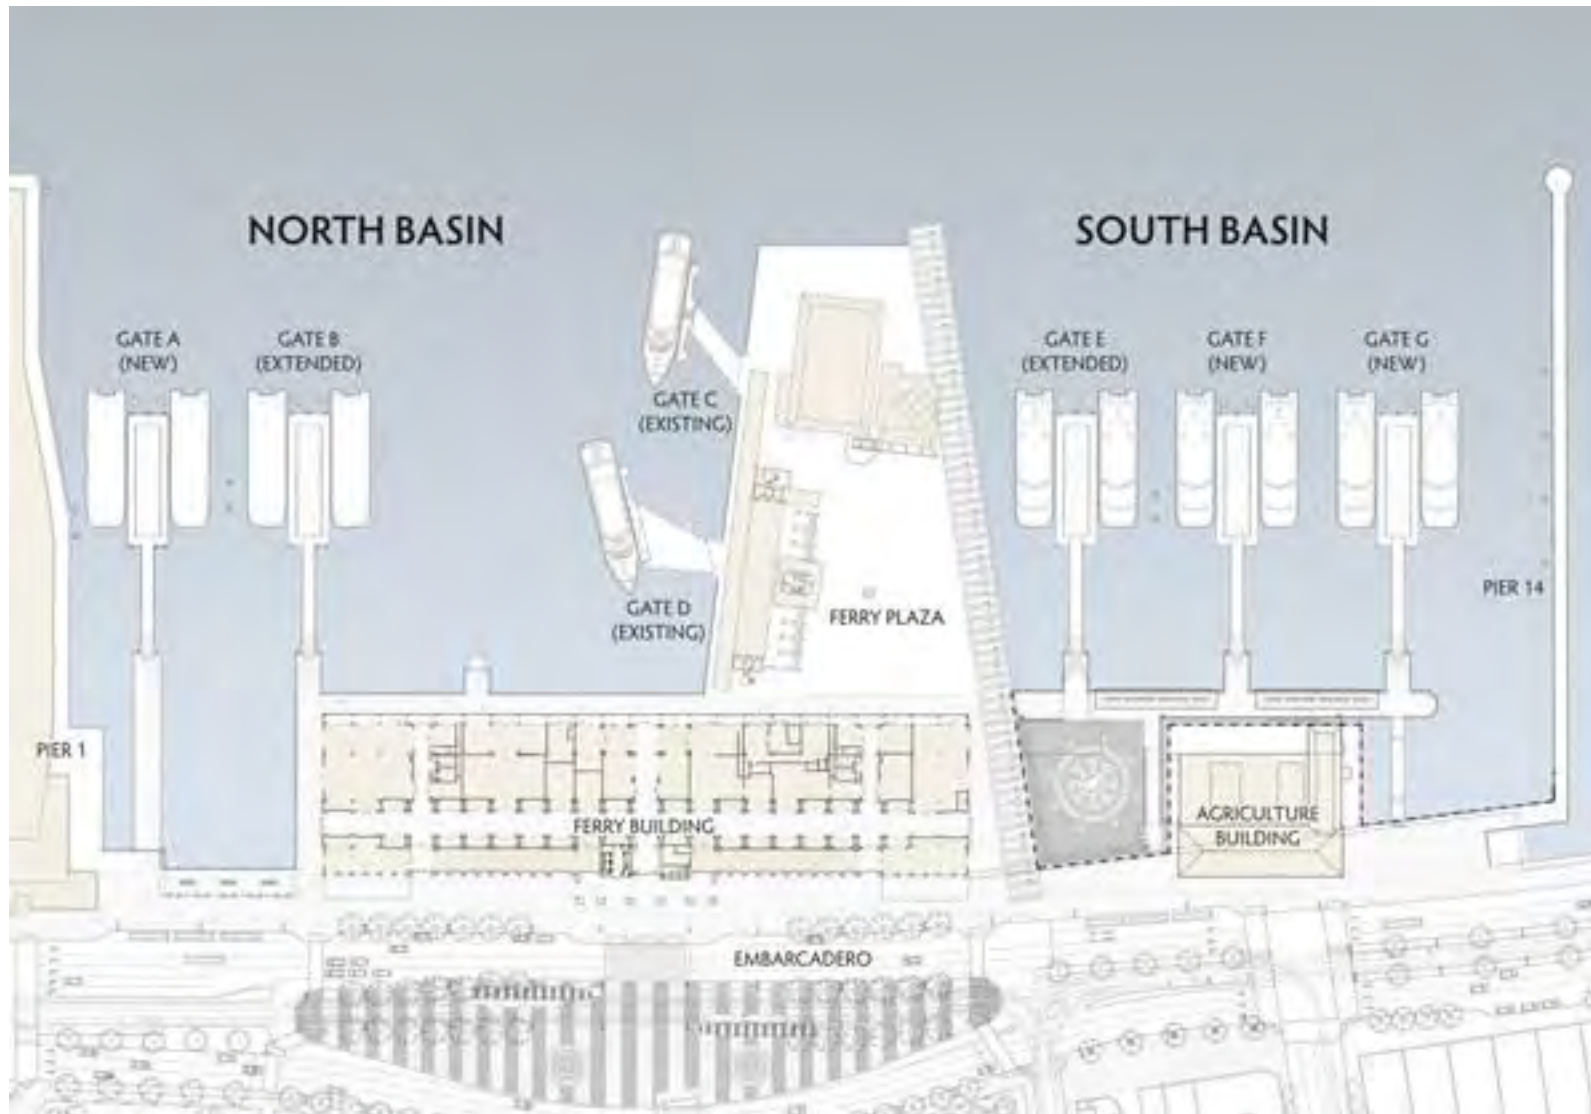 NORTH BASIN
SOUTH BASIN
GATE A
(NEW)
GATE B
(EXTENDED)
GATE C
(EXISTING)
GATE D
(EXISTING)
GATE E
(EXTENDED)
GATE F
(NEW)
GATE G
(NEW)
FERRY PLAZA
PIER 14
PIER 1
FERRY BUILDING
AGRICULTURE
BUILDING
EMBARCADERO